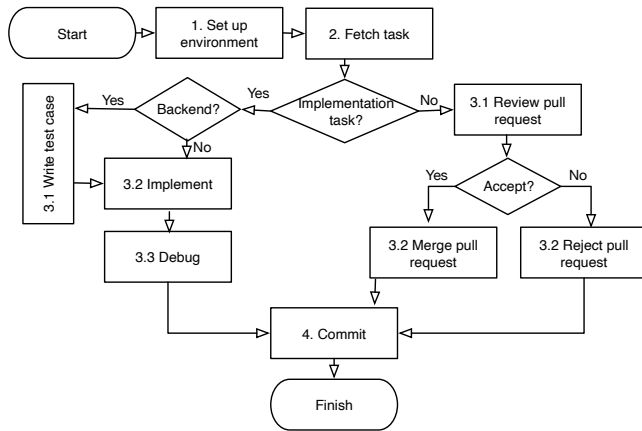 Start
1. Set up
environment
2. Fetch task
Implementation
task?
Yes
No
Backend?
Yes
No
3.1 Write test case
3.2 Implement
3.3 Debug
3.1 Review pull
request
Accept?
Yes
No
3.2 Merge pull
request
3.2 Reject pull
request
4. Commit
Finish